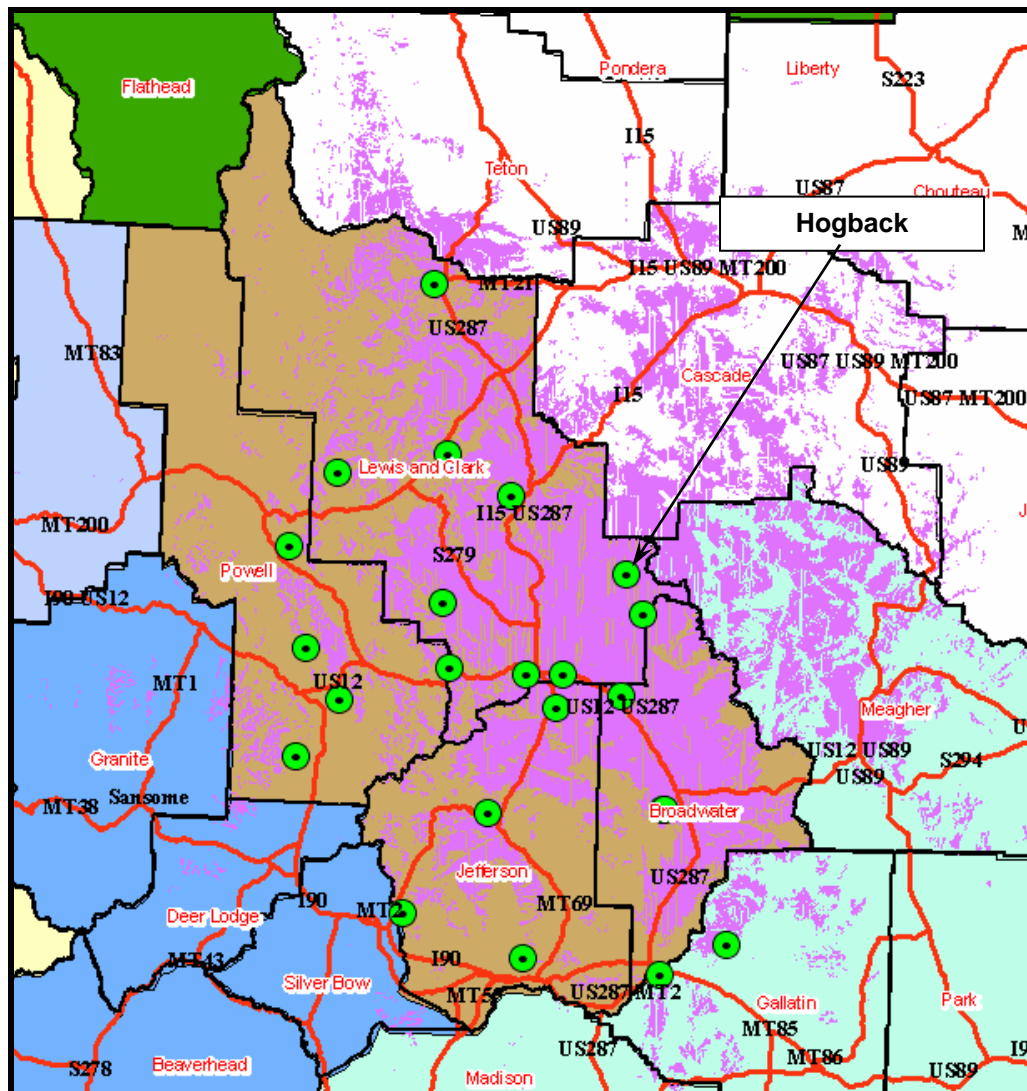 Flathead
Pondera
Liberty
S223
I15
Teton
US87
Chouteau
US89
Hogback
M
I15 US89 MT200
MT21
US287
MT83
US87 US89 MT200
Cascade
I15
US87 MT200
Lewis and Clark
US89
I15 US287
J
MT200
S279
Powell
I90 US12
MT1
US12
US12 US287
Meagher
U
Granite
US12 US89
S294
US89
MT38
Sansome
Broadwater
Jefferson
US287
I90
MT2
MT69
Deer Lodge
I90
MT43
Silver Bow
US287 MT2
MT55
Gallatin
Park
MT85
US287
I9
MT86
S278
Beaverhead
US89
Madison